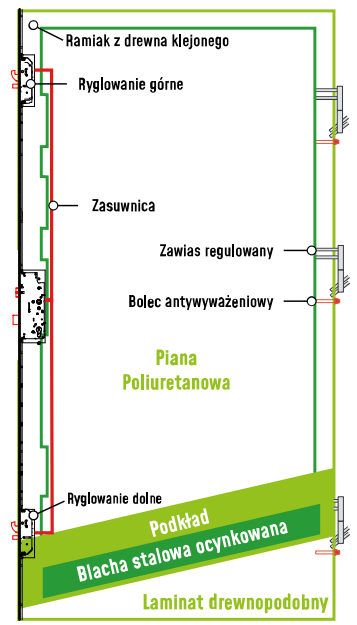 Ramiak z drewna klejonego
Ryglowanie górne
Zasuwnica
Zawias regulowany
Bolec antywyważeniowy
Piana
Poliuretanowa
Ryglowanie dolne
Podkład
Blacha stalowa ocynkowana
Laminat drewnopodobny